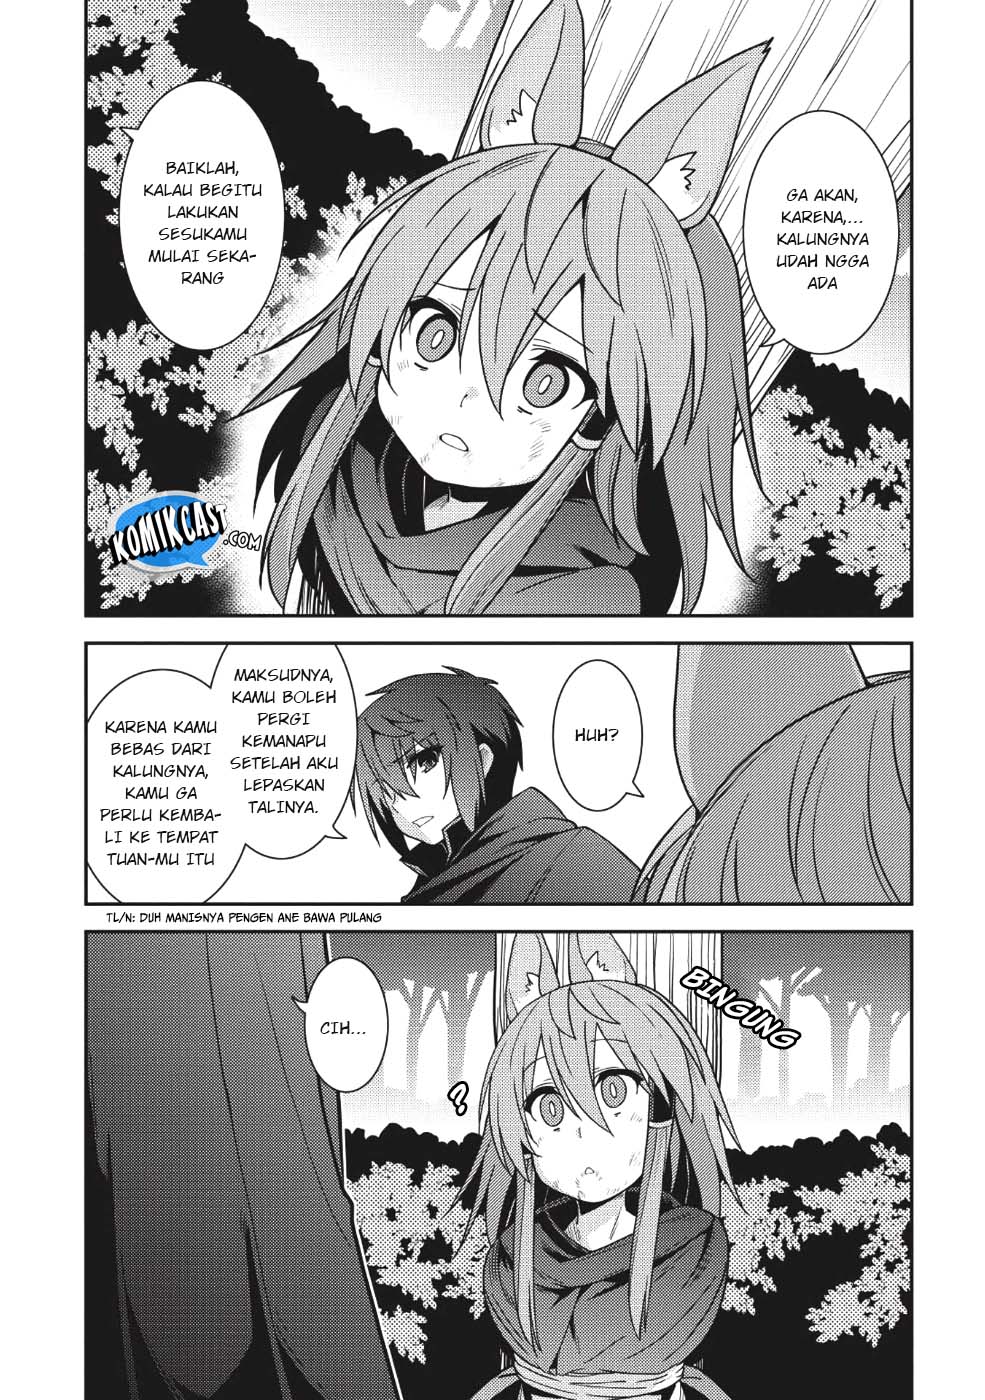 GA AKAN,
KARENA,...
KALUNGNYA
UDAH NGGA
ADA
BAIKLAH,
KALAU BEGITU
LAKUKAN
SESUKAMU
MULAI SEKA-
RANG
KOMIKCAST
.COM
HUH?
MAKSUDNYA,
KAMU BOLEH
PERGI
KEMANAPU
SETELAH AKU
LEPASKAN
TALINYA.
KARENA KAMU
BEBAS DARI
KALUNGNYA,
KAMU GA
PERLU KEMBA-
LI KE TEMPAT
TUAN-MU ITU
TL/N: DUH MANISNYA PENGEN ANE BAWA PULANG
BINGUNG
?
CIH...